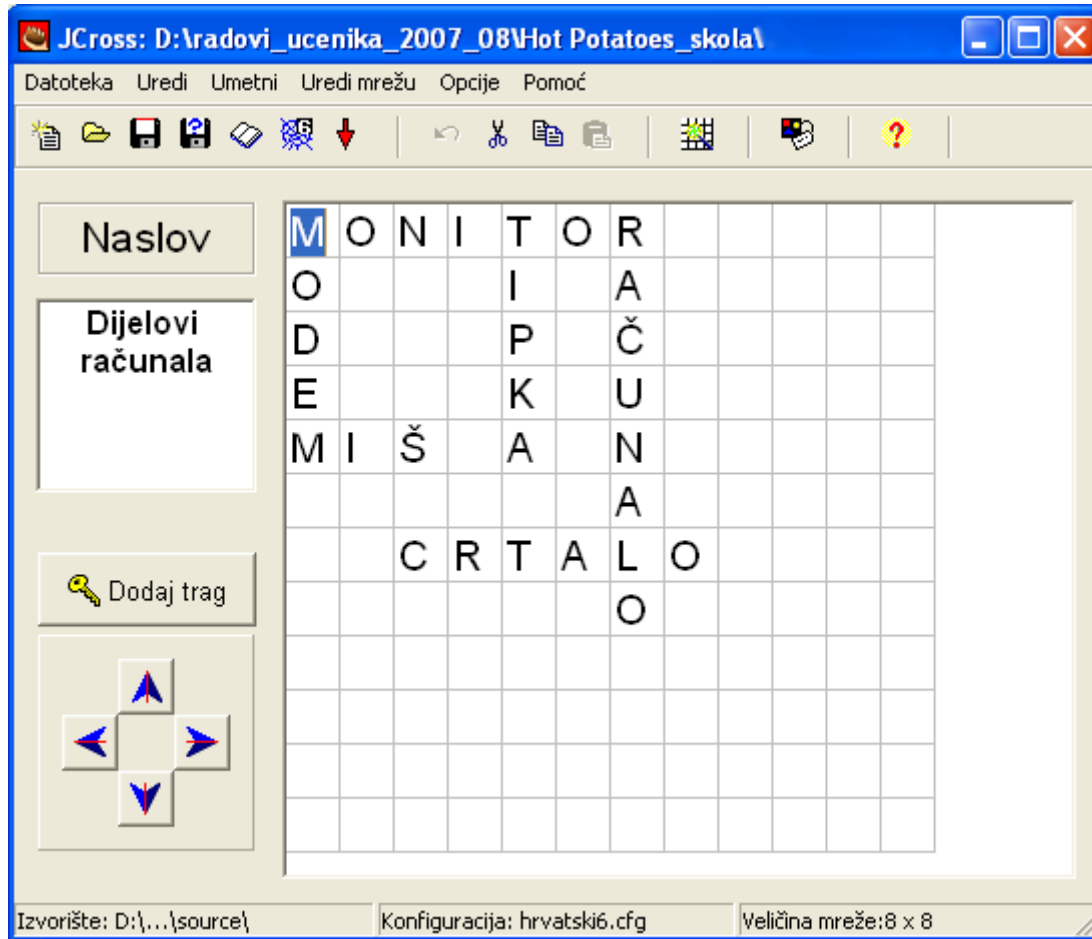 JCross: D:\radovi_ucenika_2007_08\Hot Potatoes_skola\
Datoteka Uredi Umetni Uredi mrežu Opcije Pomoć
Naslov
Dijelovi
računala
Dodaj trag
M O N I T O R
O I A
D P Č
E K U
M I Š A N
A
C R T A L O
O
Izvorište: D:\...\source\ Konfiguracija: hrvatski6.cfg Veličina mreže:8 x 8